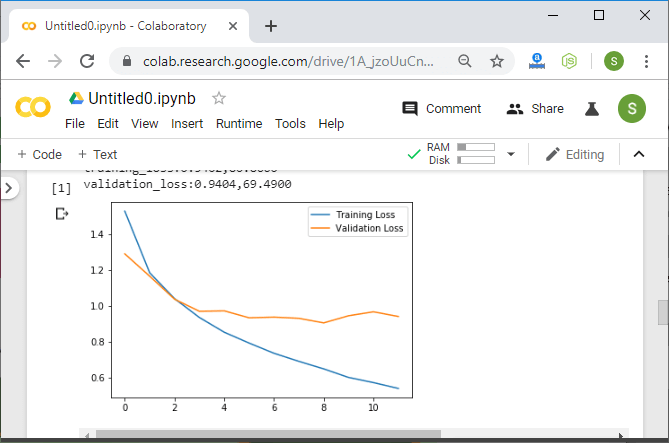 Untitled0.ipynb - Colaboratory
colab.research.google.com/drive/1A_jzoUuCn...
S
Untitled0.ipynb
Comment
Share
S
File Edit View Insert Runtime Tools Help
+ Code + Text
RAM
Disk
Editing
[1]
validation_loss:0.9404,69.4900
Training Loss
Validation Loss
1.4
1.2
1.0
0.8
0.6
0 2 4 6 8 10